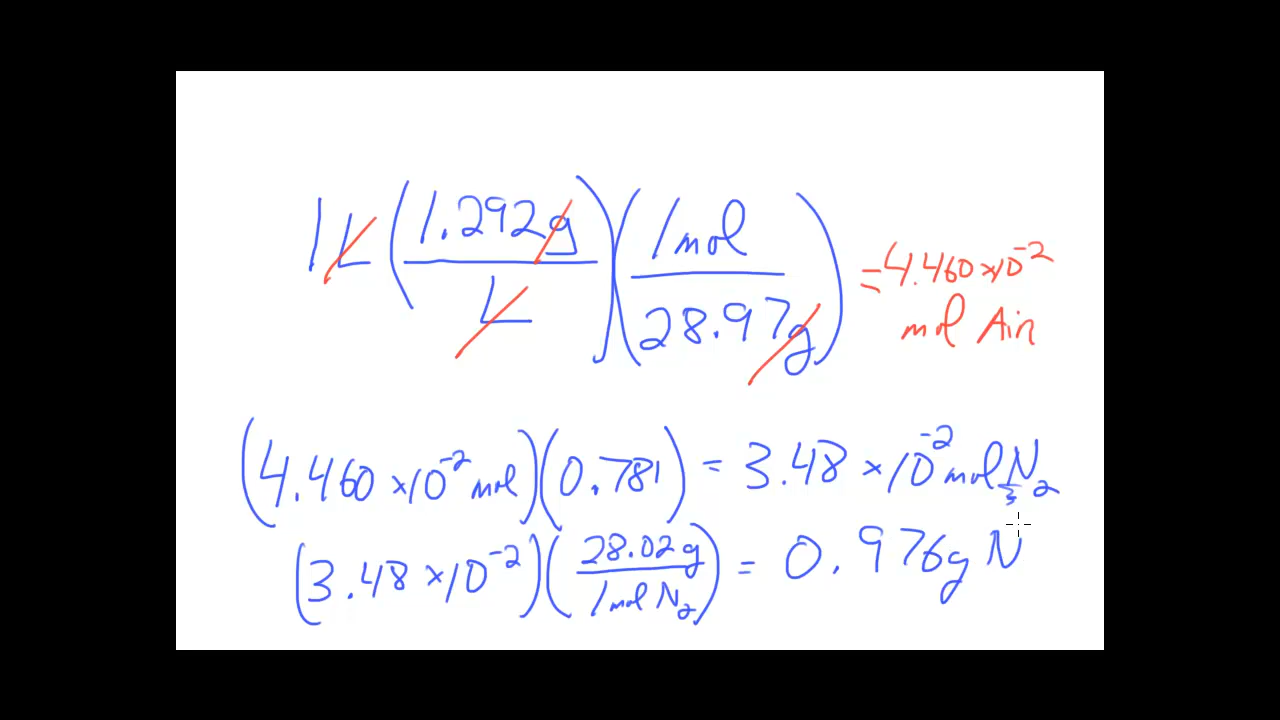 1L (1.292g/L)(1mol/28.97g) = 4.460 x 10⁻²
mol Air
(4.460 x 10⁻² mol)(0.781) = 3.48 x 10⁻² mol N₂
(3.48 x 10⁻²)(28.02g/1mol N₂) = 0.976g N